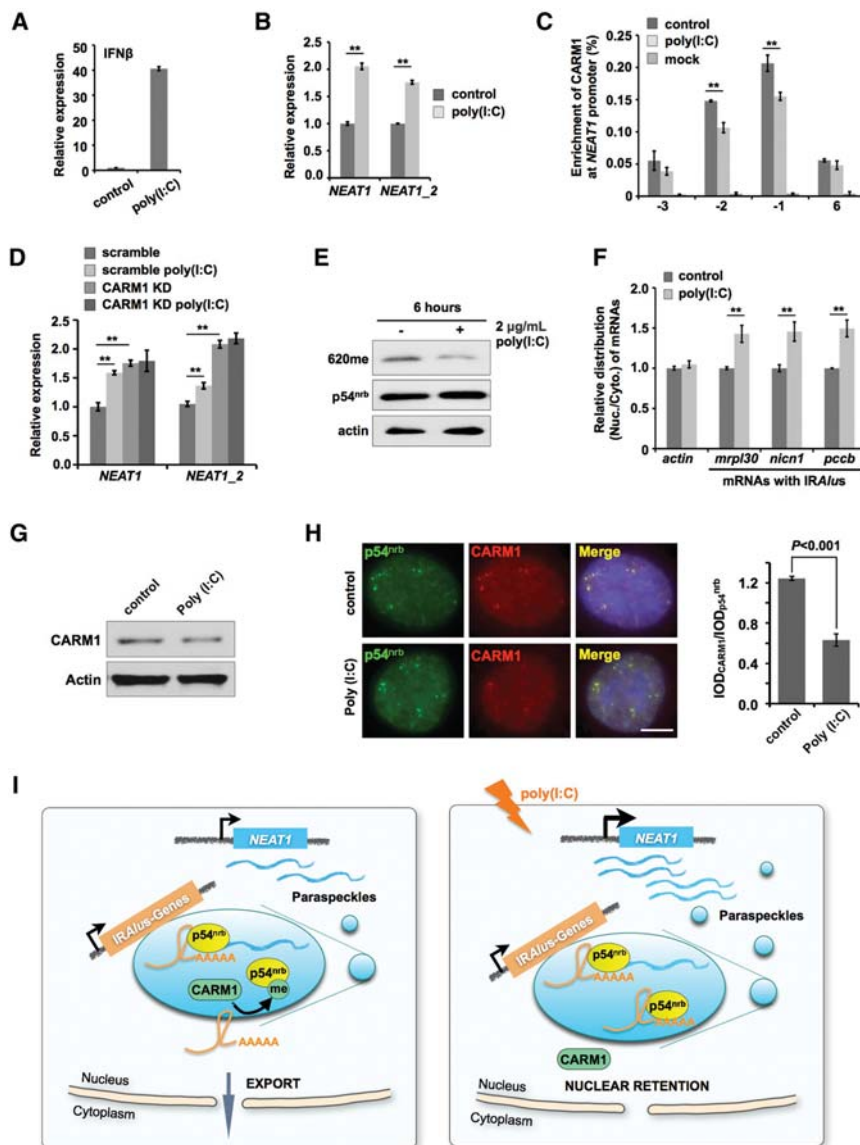 A
IFNβ
Relative expression
50
40
30
20
10
0
control
poly(I:C)
B
**
**
Relative expression
2.5
2.0
1.5
1.0
0.5
0.0
NEAT1
NEAT1_2
control
poly(I:C)
C
control
poly(I:C)
mock
Enrichment of CARM1
at NEAT1 promoter (%)
0.25
0.20
0.15
0.10
0.05
0
**
**
-3
-2
-1
6
D
scramble
scramble poly(I:C)
CARM1 KD
CARM1 KD poly(I:C)
Relative expression
2.5
2.0
1.5
1.0
0.5
0.0
**
**
**
**
NEAT1
NEAT1_2
E
6 hours
- + 2 µg/mL
poly(I:C)
620me
p54nrb
actin
F
control
poly(I:C)
Relative distribution
(Nuc./Cyto.) of mRNAs
2.0
1.5
1.0
0.5
0
**
**
**
actin
mrpl30
nicn1
pccb
mRNAs with IRAlus
G
control
Poly (I:C)
CARM1
Actin
H
control
Poly (I:C)
p54nrb
CARM1
Merge
p54nrb
CARM1
Merge
P<0.001
IODCARM1/IODp54nrb
1.2
0.9
0.6
0.3
0.0
control
Poly (I:C)
I
NEAT1
Paraspeckles
IRAlus-Genes
p54nrb
AAAAA
p54nrb
CARM1
me
AAAAA
Nucleus
EXPORT
Cytoplasm
poly(I:C)
NEAT1
Paraspeckles
IRAlus-Genes
p54nrb
AAAAA
p54nrb
AAAAA
CARM1
Nucleus
NUCLEAR RETENTION
Cytoplasm